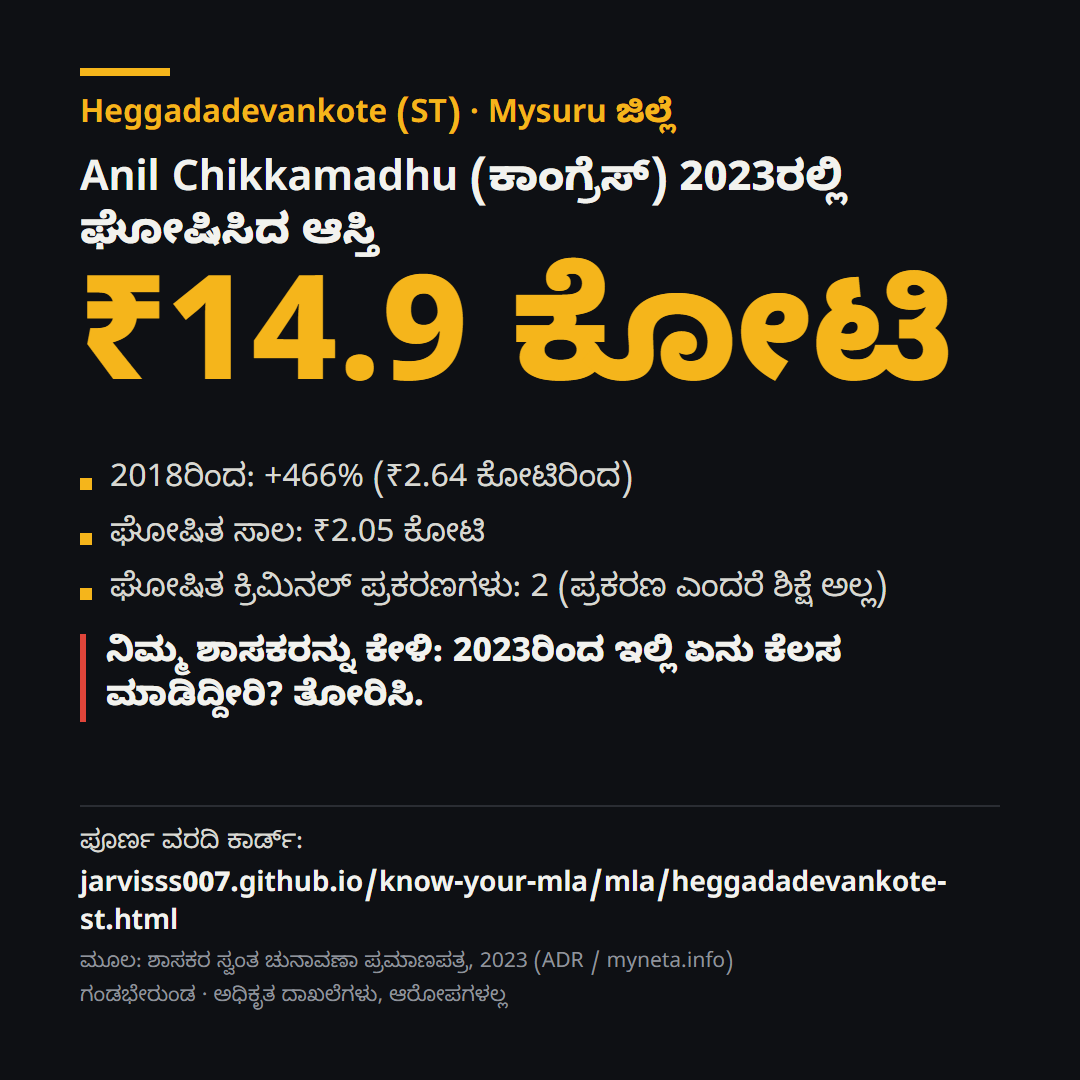 Heggadadevankote (ST) · Mysuru ಜಿಲ್ಲೆ
Anil Chikkamadhu (ಕಾಂಗ್ರೆಸ್) 2023ರಲ್ಲಿ
ಘೋಷಿಸಿದ ಆಸ್ತಿ
₹14.9 ಕೋಟಿ
2018ರಿಂದ: +466% (₹2.64 ಕೋಟಿರಿಂದ)
ಘೋಷಿತ ಸಾಲ: ₹2.05 ಕೋಟಿ
ಘೋಷಿತ ಕ್ರಿಮಿನಲ್ ಪ್ರಕರಣಗಳು: 2 (ಪ್ರಕರಣ ಎಂದರೆ ಶಿಕ್ಷೆ ಅಲ್ಲ)
ನಿಮ್ಮ ಶಾಸಕರನ್ನು ಕೇಳಿ: 2023ರಿಂದ ಇಲ್ಲಿ ಏನು ಕೆಲಸ
ಮಾಡಿದ್ದೀರಿ? ತೋರಿಸಿ.
ಪೂರ್ಣ ವರದಿ ಕಾರ್ಡ್:
jarvisss007.github.io/know-your-mla/mla/heggadadevankote-
st.html
ಮೂಲ: ಶಾಸಕರ ಸ್ವಂತ ಚುನಾವಣಾ ಪ್ರಮಾಣಪತ್ರ, 2023 (ADR / myneta.info)
ಗಂಡಭೇರುಂಡ · ಅಧಿಕೃತ ದಾಖಲೆಗಳು, ಆರೋಪಗಳಲ್ಲ